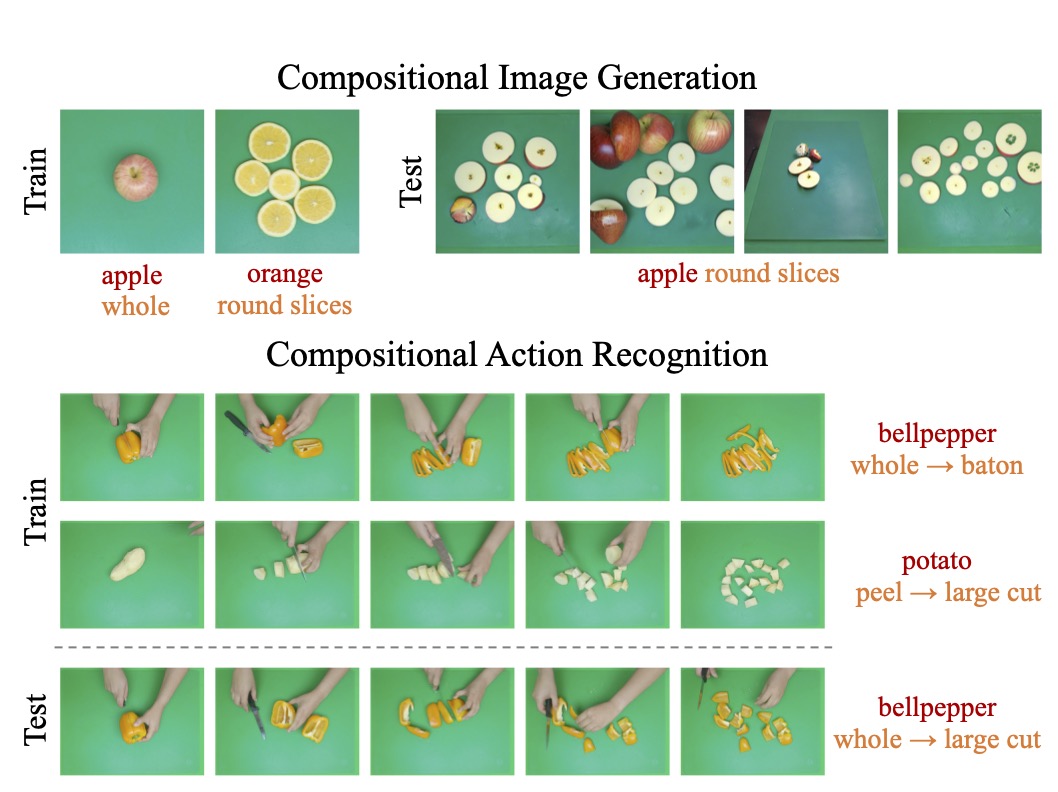 Compositional Image Generation
Train
Test
apple
whole
orange
round slices
apple round slices
Compositional Action Recognition
Train
bellpepper
whole → baton
potato
peel → large cut
Test
bellpepper
whole → large cut